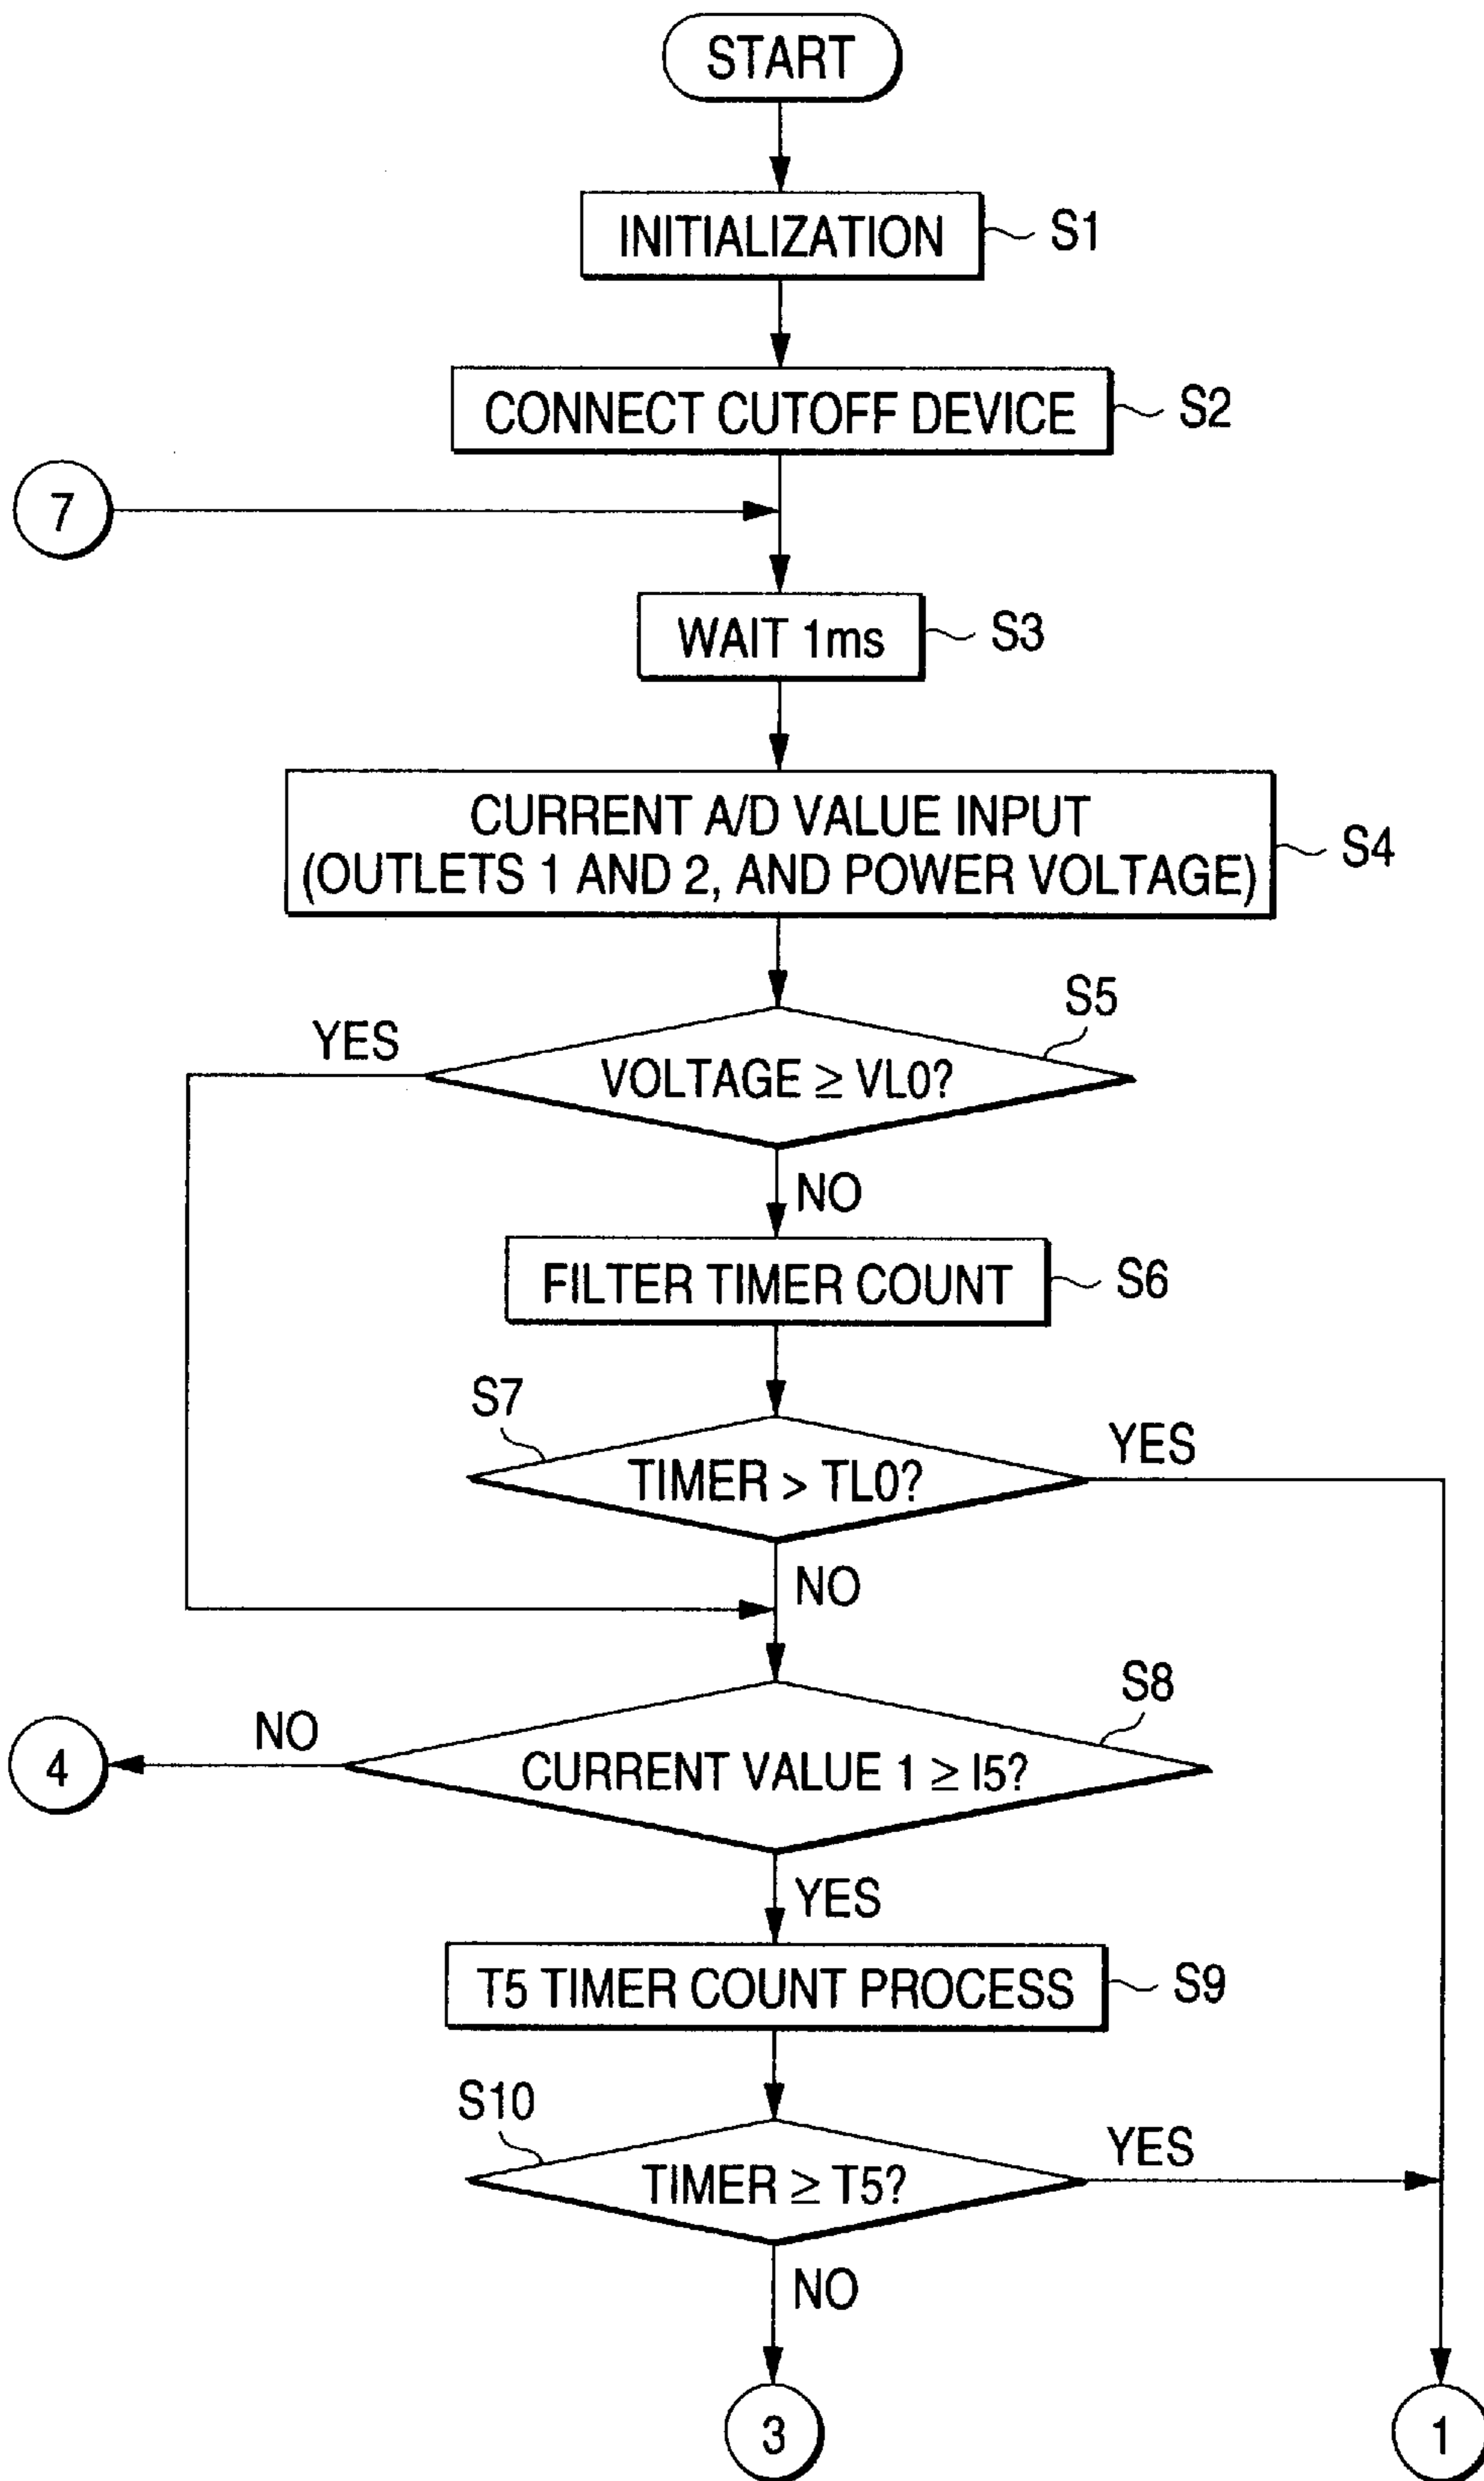 START
INITIALIZATION
S1
CONNECT CUTOFF DEVICE
S2
7
WAIT 1ms
S3
CURRENT A/D VALUE INPUT
(OUTLETS 1 AND 2, AND POWER VOLTAGE)
S4
S5
YES
VOLTAGE ≥ VL0?
NO
FILTER TIMER COUNT
S6
S7
YES
TIMER > TL0?
NO
S8
NO
4
CURRENT VALUE 1 ≥ I5?
YES
T5 TIMER COUNT PROCESS
S9
S10
YES
TIMER ≥ T5?
NO
3
1